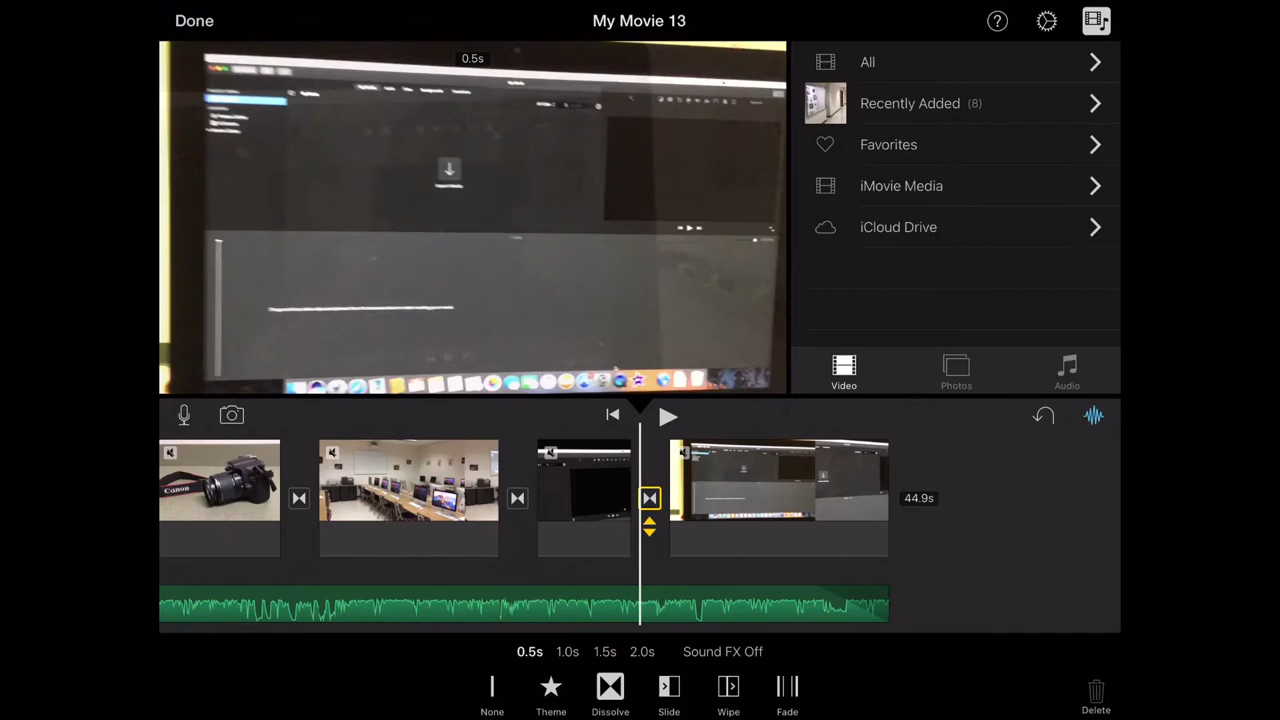 Done
My Movie 13
0.5s
All
Recently Added (8)
Favorites
iMovie Media
iCloud Drive
Video
Photos
Audio
Canon
44.9s
0.5s 1.0s 1.5s 2.0s Sound FX Off
None
Theme
Dissolve
Slide
Wipe
Fade
Delete